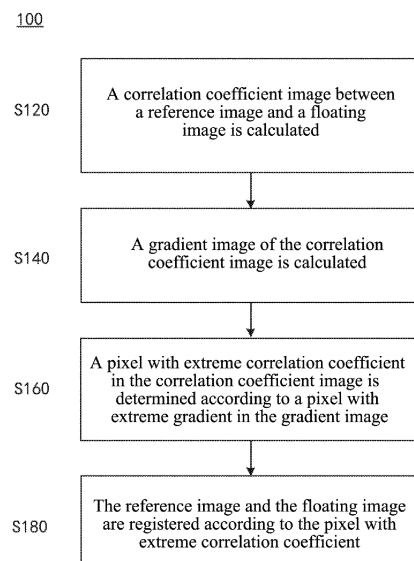 100
S120
A correlation coefficient image between
a reference image and a floating
image is calculated
S140
A gradient image of the correlation
coefficient image is calculated
S160
A pixel with extreme correlation coefficient
in the correlation coefficient image is
determined according to a pixel with
extreme gradient in the gradient image
S180
The reference image and the floating image
are registered according to the pixel with
extreme correlation coefficient